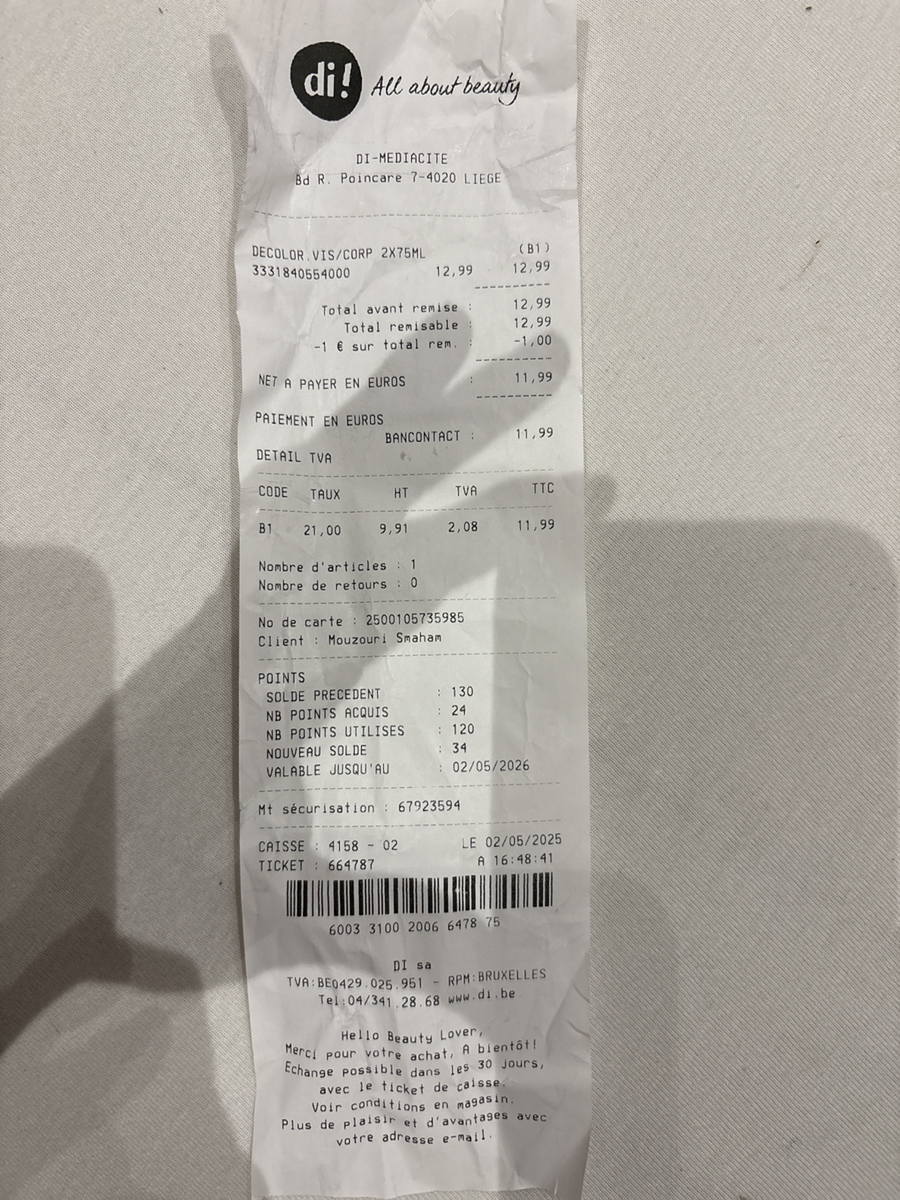 di! All about beauty
DI-MEDIACITE
Bd R. Poincare 7-4020 LIEGE
DECOLOR.VIS/CORP 2X75ML (B1)
3331840554000 12,99 12,99
Total avant remise : 12,99
Total remisable : 12,99
-1 € sur total rem. : -1,00
NET A PAYER EN EUROS : 11,99
PAIEMENT EN EUROS
BANCONTACT : 11,99
DETAIL TVA
CODE TAUX HT TVA TTC
B1 21,00 9,91 2,08 11,99
Nombre d'articles : 1
Nombre de retours : 0
No de carte : 2500105735985
Client : Mouzouri Smaham
POINTS
SOLDE PRECEDENT : 130
NB POINTS ACQUIS : 24
NB POINTS UTILISES : 120
NOUVEAU SOLDE : 34
VALABLE JUSQU'AU : 02/05/2026
Mt sécurisation : 67923594
CAISSE : 4158 - 02 LE 02/05/2025
TICKET : 664787 A 16:48:41
6003 3100 2006 6478 75
DI sa
TVA:BE0429.025.951 - RPM:BRUXELLES
Tel:04/341.28.68 www.di.be
Hello Beauty Lover,
Merci pour votre achat, A bientôt!
Echange possible dans les 30 jours,
avec le ticket de caisse.
Voir conditions en magasin.
Plus de plaisir et d'avantages avec
votre adresse e-mail.